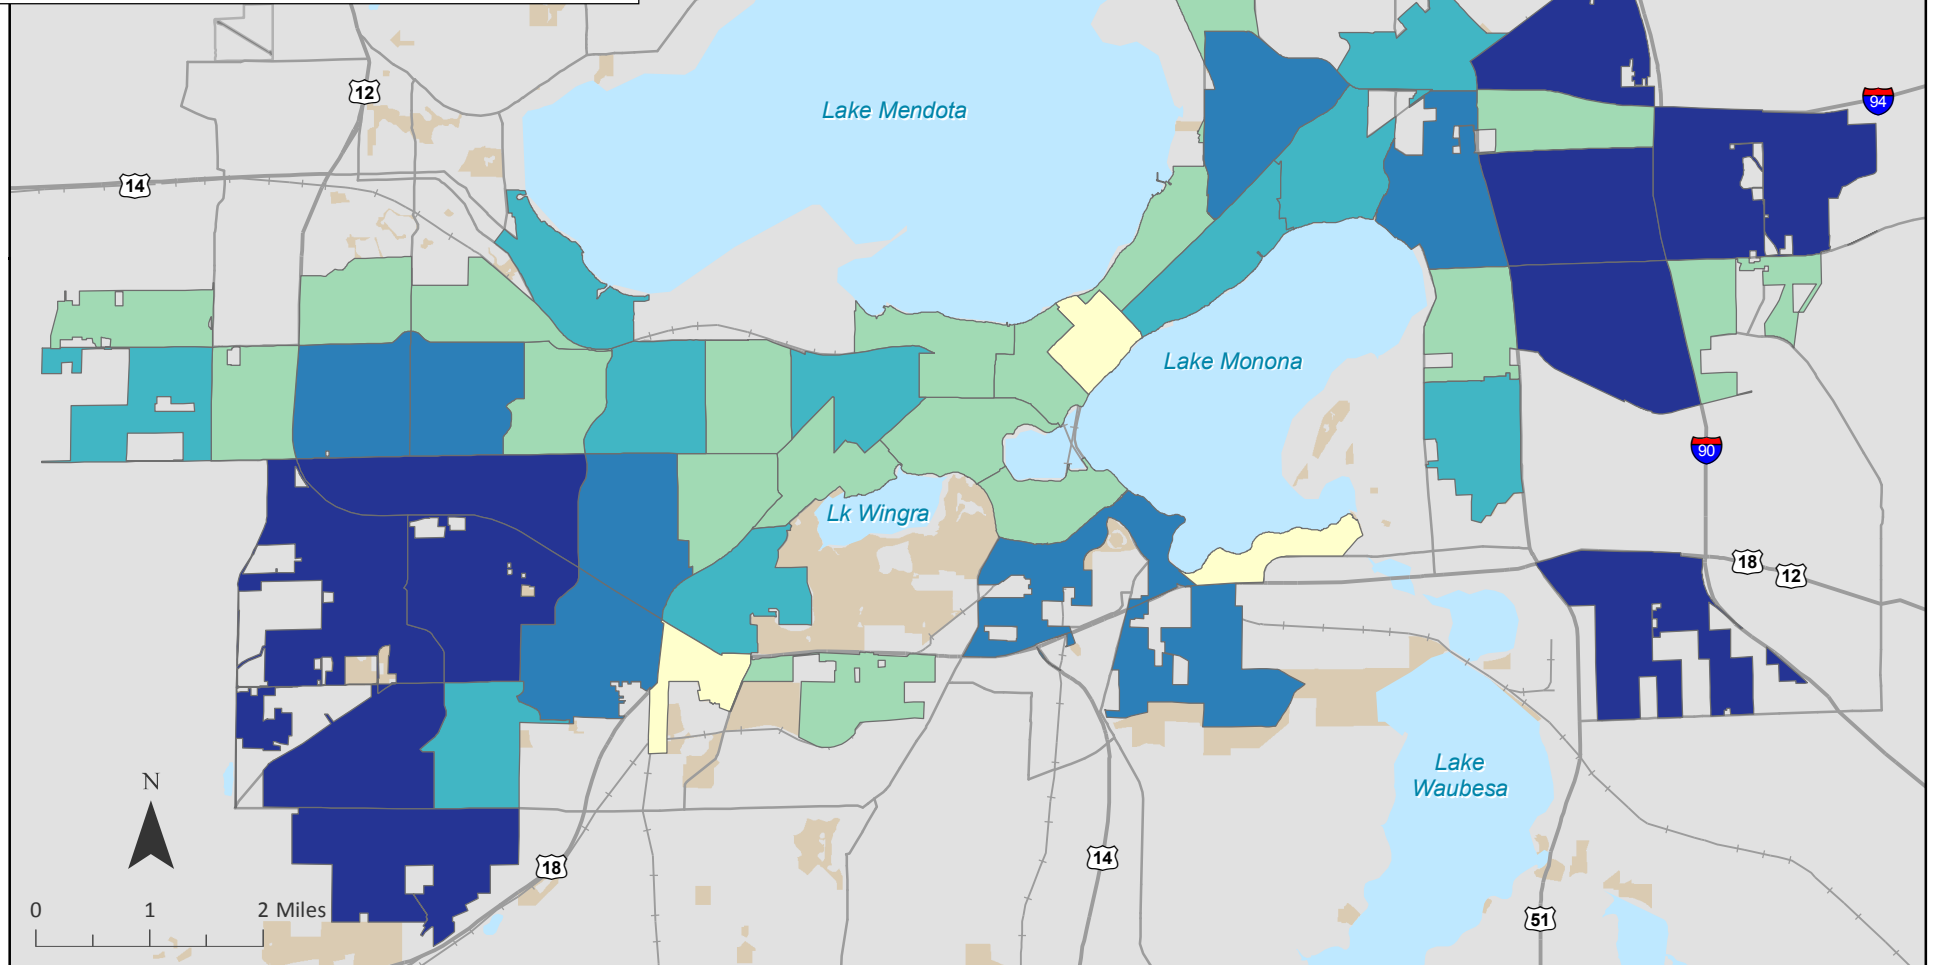 12
Lake Mendota
94
14
Lake Monona
90
Lk Wingra
18
12
Lake
Waubesa
N
18
14
0 1 2 Miles
51